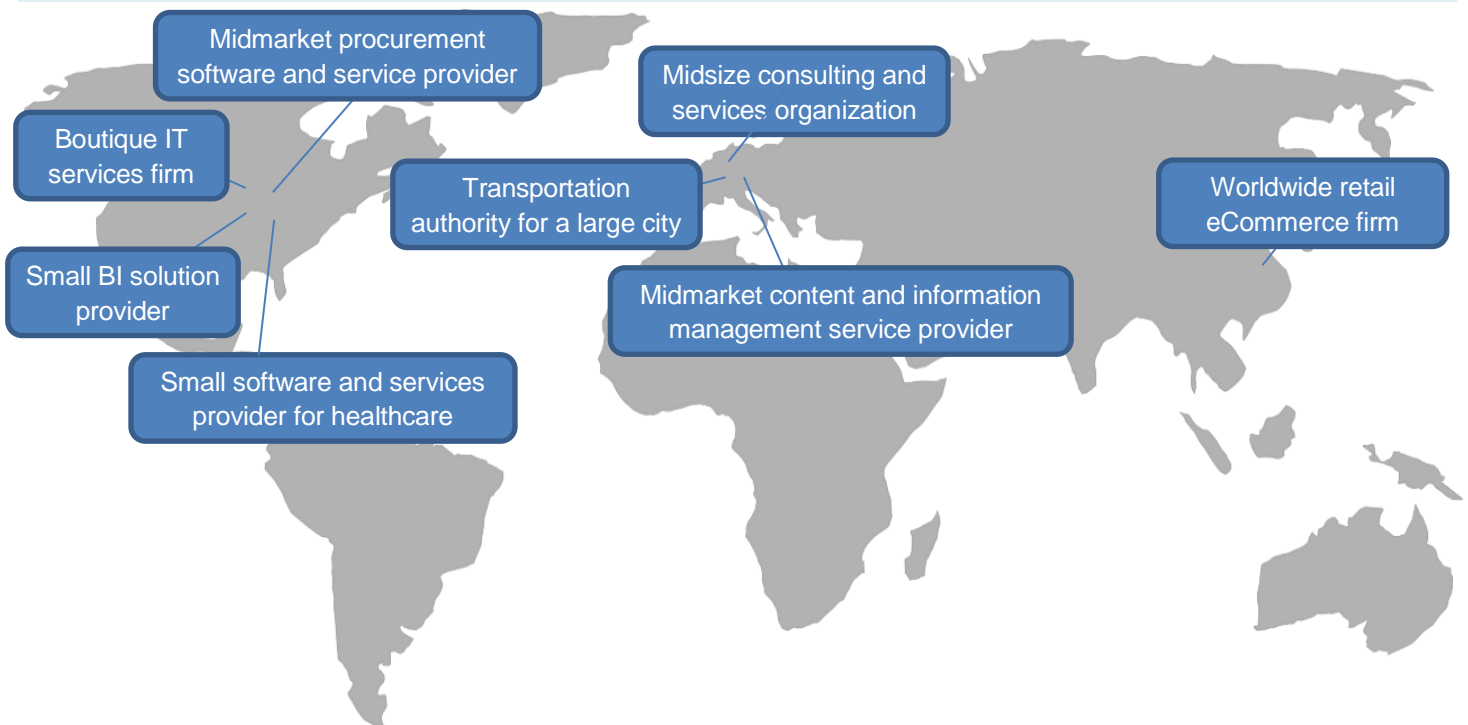 Midmarket procurement
software and service provider
Midsize consulting and
services organization
Boutique IT
services firm
Transportation
authority for a large city
Worldwide retail
eCommerce firm
Small BI solution
provider
Midmarket content and information
management service provider
Small software and services
provider for healthcare